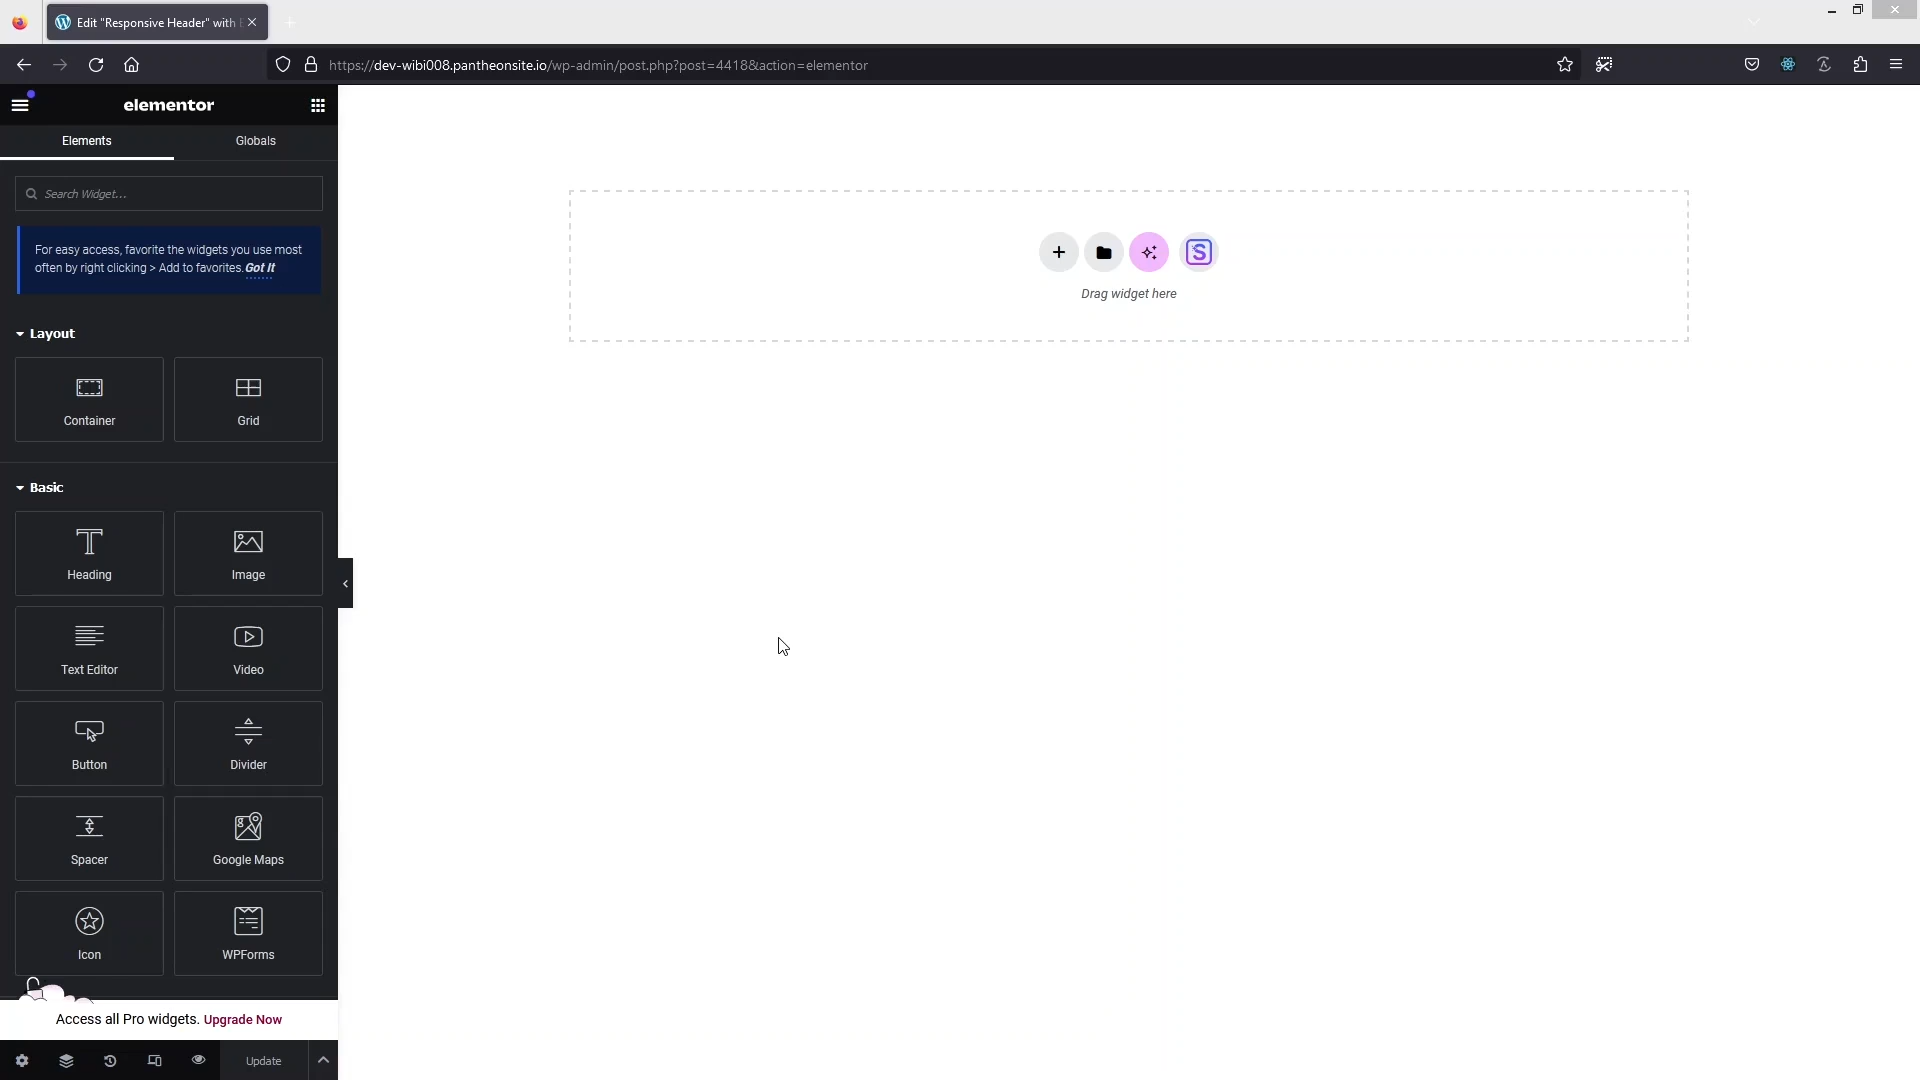 Edit "Responsive Header" with
https://dev-wibi008.pantheonsite.io/wp-admin/post.php?post=4418&action=elementor
elementor
Elements
Globals
Search Widget...
For easy access, favorite the widgets you use most
often by right clicking > Add to favorites. Got It
Layout
Container
Grid
Basic
Heading
Image
Text Editor
Video
Button
Divider
Spacer
Google Maps
Icon
WPForms
Access all Pro widgets. Upgrade Now
Update
S
Drag widget here